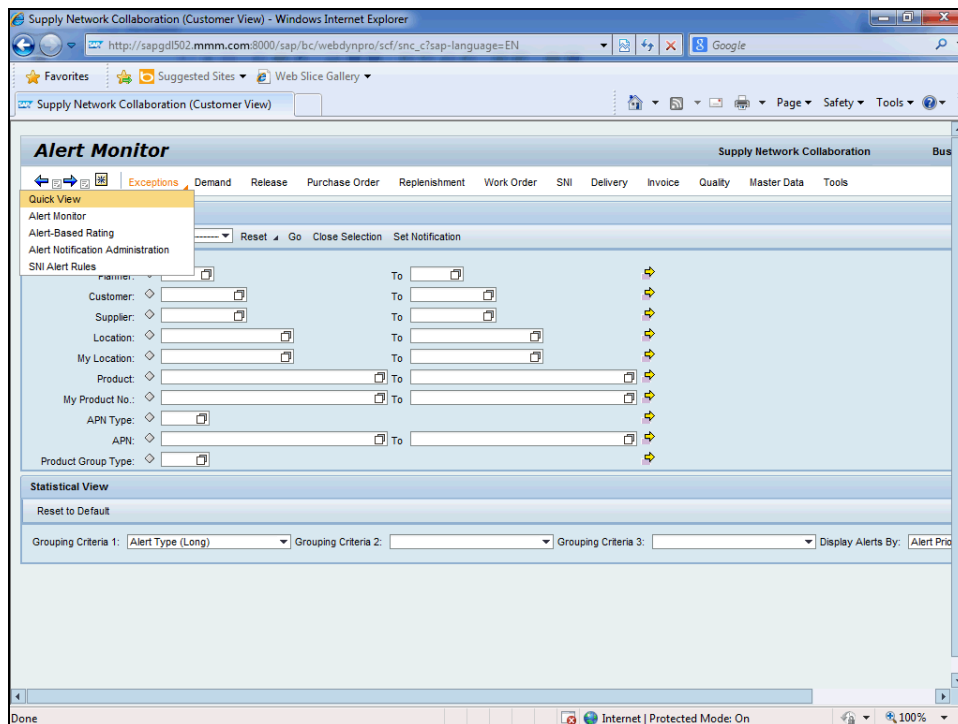 Supply Network Collaboration (Customer View) - Windows Internet Explorer
http://sapgdl502.mmm.com:8000/sap/bc/webdynpro/scf/snc_c?sap-language=EN
Google
Favorites Suggested Sites Web Slice Gallery
Supply Network Collaboration (Customer View)
Page Safety Tools
Alert Monitor
Supply Network Collaboration Bus
Exceptions Demand Release Purchase Order Replenishment Work Order SNI Delivery Invoice Quality Master Data Tools
Quick View
Alert Monitor
Alert-Based Rating
Alert Notification Administration
SNI Alert Rules
Reset Go Close Selection Set Notification
Planner: To
Customer: To
Supplier: To
Location: To
My Location: To
Product: To
My Product No.: To
APN Type:
APN: To
Product Group Type:
Statistical View
Reset to Default
Grouping Criteria 1: Alert Type (Long) Grouping Criteria 2: Grouping Criteria 3: Display Alerts By: Alert Prio
Done
Internet | Protected Mode: On
100%